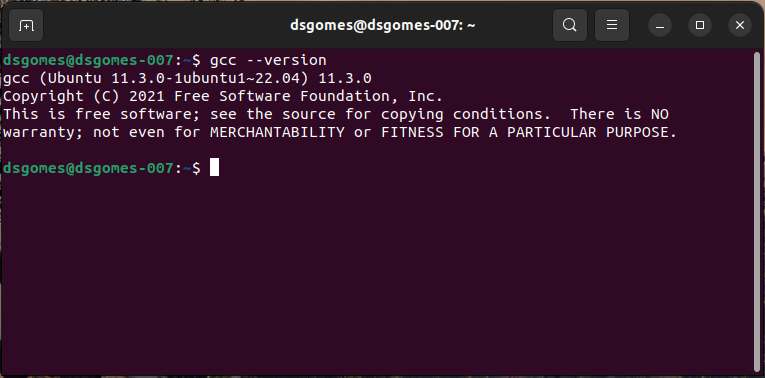 dsgomes@dsgomes-007: ~
dsgomes@dsgomes-007:~$ gcc --version
gcc (Ubuntu 11.3.0-1ubuntu1~22.04) 11.3.0
Copyright (C) 2021 Free Software Foundation, Inc.
This is free software; see the source for copying conditions.  There is NO
warranty; not even for MERCHANTABILITY or FITNESS FOR A PARTICULAR PURPOSE.
dsgomes@dsgomes-007:~$